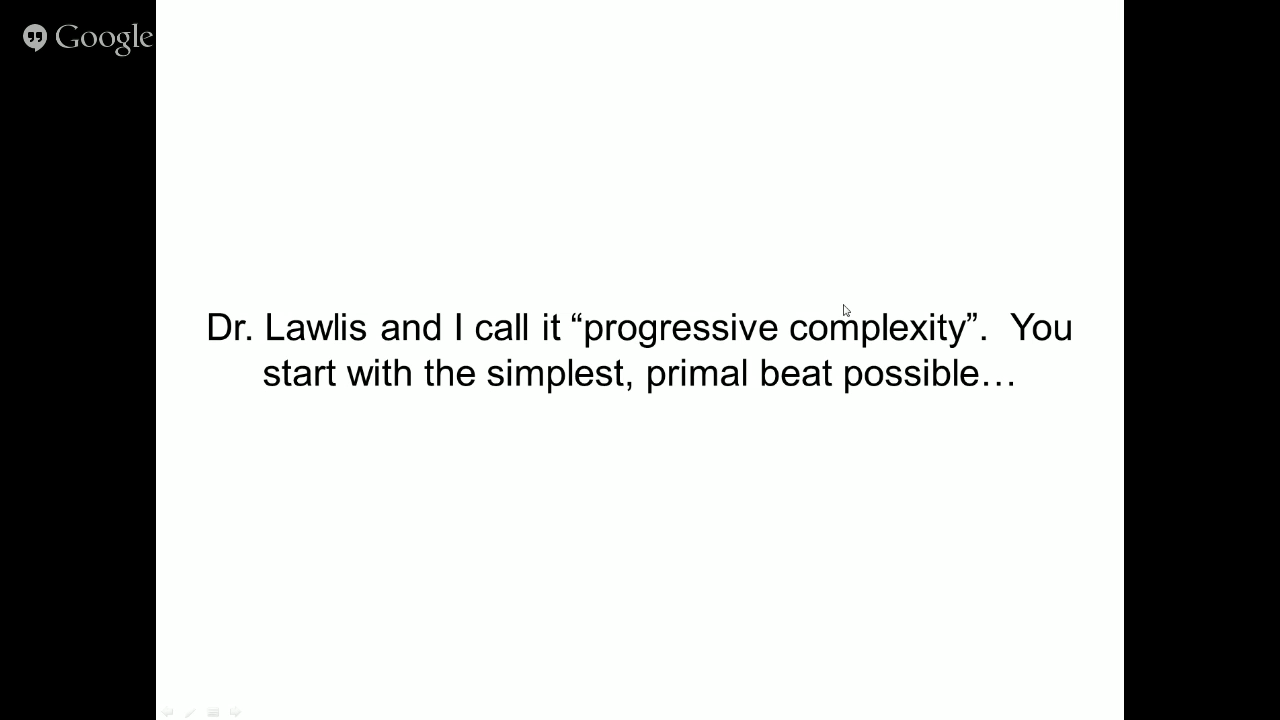 Google
Dr. Lawlis and I call it “progressive complexity”.  You
start with the simplest, primal beat possible…